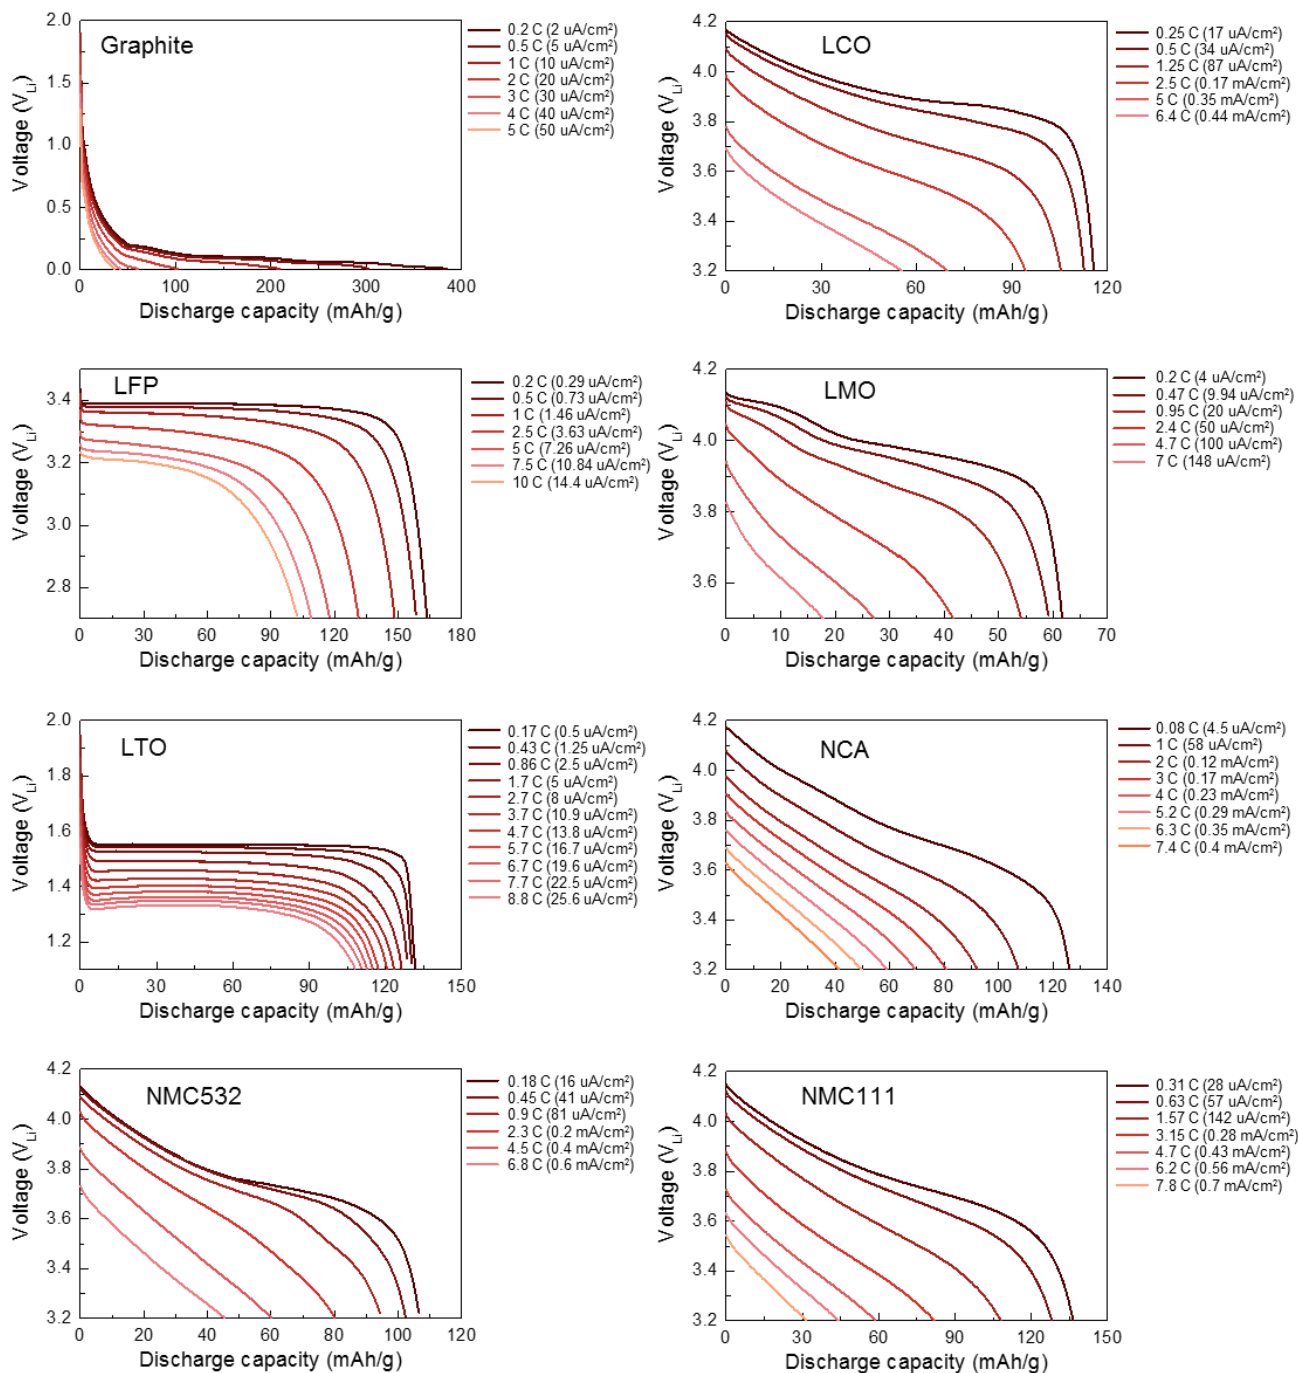 Graphite
Voltage (V_Li)
2.0
1.5
1.0
0.5
0.0
0 100 200 300 400
Discharge capacity (mAh/g)
0.2 C (2 uA/cm²)
0.5 C (5 uA/cm²)
1 C (10 uA/cm²)
2 C (20 uA/cm²)
3 C (30 uA/cm²)
4 C (40 uA/cm²)
5 C (50 uA/cm²)
LCO
Voltage (V_Li)
4.2
4.0
3.8
3.6
3.4
3.2
0 30 60 90 120
Discharge capacity (mAh/g)
0.25 C (17 uA/cm²)
0.5 C (34 uA/cm²)
1.25 C (87 uA/cm²)
2.5 C (0.17 mA/cm²)
5 C (0.35 mA/cm²)
6.4 C (0.44 mA/cm²)
LFP
Voltage (V_Li)
3.4
3.2
3.0
2.8
0 30 60 90 120 150 180
Discharge capacity (mAh/g)
0.2 C (0.29 uA/cm²)
0.5 C (0.73 uA/cm²)
1 C (1.46 uA/cm²)
2.5 C (3.63 uA/cm²)
5 C (7.26 uA/cm²)
7.5 C (10.84 uA/cm²)
10 C (14.4 uA/cm²)
LMO
Voltage (V_Li)
4.2
4.0
3.8
3.6
0 10 20 30 40 50 60 70
Discharge capacity (mAh/g)
0.2 C (4 uA/cm²)
0.47 C (9.94 uA/cm²)
0.95 C (20 uA/cm²)
2.4 C (50 uA/cm²)
4.7 C (100 uA/cm²)
7 C (148 uA/cm²)
LTO
Voltage (V_Li)
2.0
1.8
1.6
1.4
1.2
0 30 60 90 120 150
Discharge capacity (mAh/g)
0.17 C (0.5 uA/cm²)
0.43 C (1.25 uA/cm²)
0.86 C (2.5 uA/cm²)
1.7 C (5 uA/cm²)
2.7 C (8 uA/cm²)
3.7 C (10.9 uA/cm²)
4.7 C (13.8 uA/cm²)
5.7 C (16.7 uA/cm²)
6.7 C (19.6 uA/cm²)
7.7 C (22.5 uA/cm²)
8.8 C (25.6 uA/cm²)
NCA
Voltage (V_Li)
4.2
4.0
3.8
3.6
3.4
3.2
0 20 40 60 80 100 120 140
Discharge capacity (mAh/g)
0.08 C (4.5 uA/cm²)
1 C (58 uA/cm²)
2 C (0.12 mA/cm²)
3 C (0.17 mA/cm²)
4 C (0.23 mA/cm²)
5.2 C (0.29 mA/cm²)
6.3 C (0.35 mA/cm²)
7.4 C (0.4 mA/cm²)
NMC532
Voltage (V_Li)
4.2
4.0
3.8
3.6
3.4
3.2
0 20 40 60 80 100 120
Discharge capacity (mAh/g)
0.18 C (16 uA/cm²)
0.45 C (41 uA/cm²)
0.9 C (81 uA/cm²)
2.3 C (0.2 mA/cm²)
4.5 C (0.4 mA/cm²)
6.8 C (0.6 mA/cm²)
NMC111
Voltage (V_Li)
4.2
4.0
3.8
3.6
3.4
3.2
0 30 60 90 120 150
Discharge capacity (mAh/g)
0.31 C (28 uA/cm²)
0.63 C (57 uA/cm²)
1.57 C (142 uA/cm²)
3.15 C (0.28 mA/cm²)
4.7 C (0.43 mA/cm²)
6.2 C (0.56 mA/cm²)
7.8 C (0.7 mA/cm²)